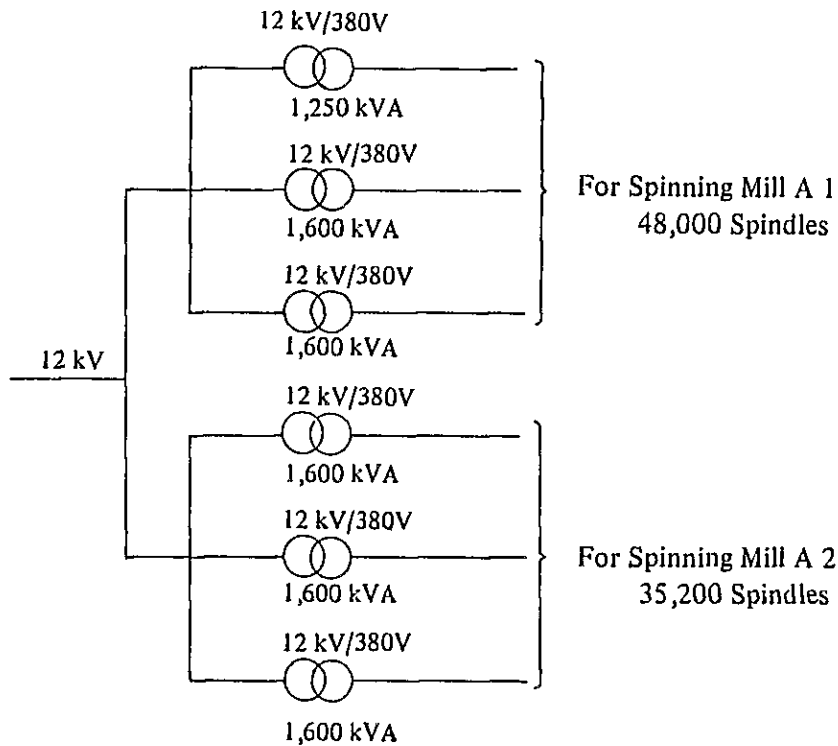 12 kV/380V
1,250 kVA
12 kV/380V
1,600 kVA
12 kV/380V
1,600 kVA
For Spinning Mill A 1
48,000 Spindles
12 kV
12 kV/380V
1,600 kVA
12 kV/380V
1,600 kVA
12 kV/380V
1,600 kVA
For Spinning Mill A 2
35,200 Spindles